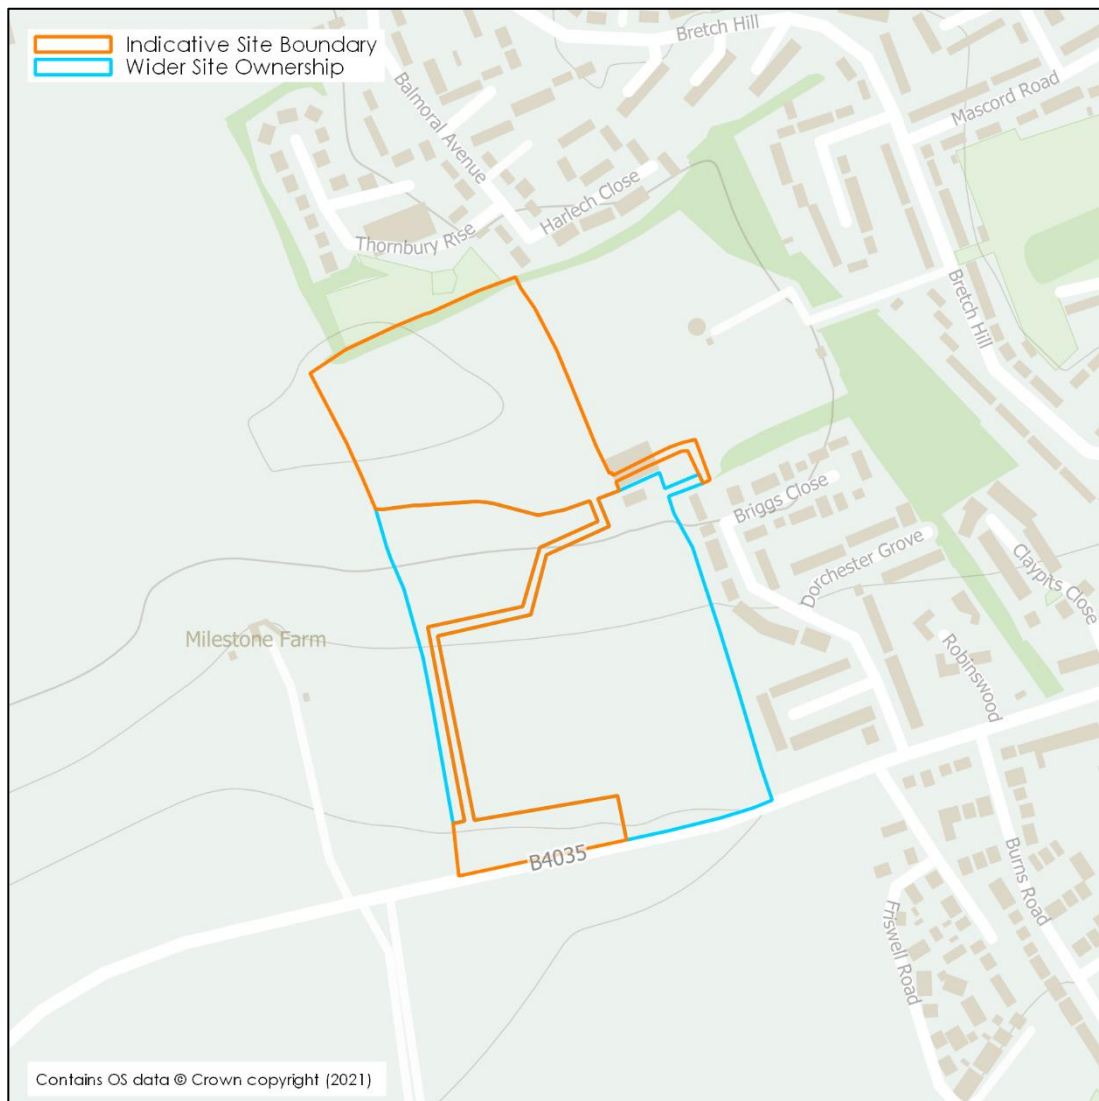 Indicative Site Boundary
Wider Site Ownership
Bretch Hill
Mascord Road
Balmoral Avenue
Harlech Close
Thornbury Rise
Bretch Hill
Briggs Close
Dorchester Grove
Claypits Close
Milestone Farm
Robinswood
B4035
Burns Road
Friswell Road
Contains OS data © Crown copyright (2021)